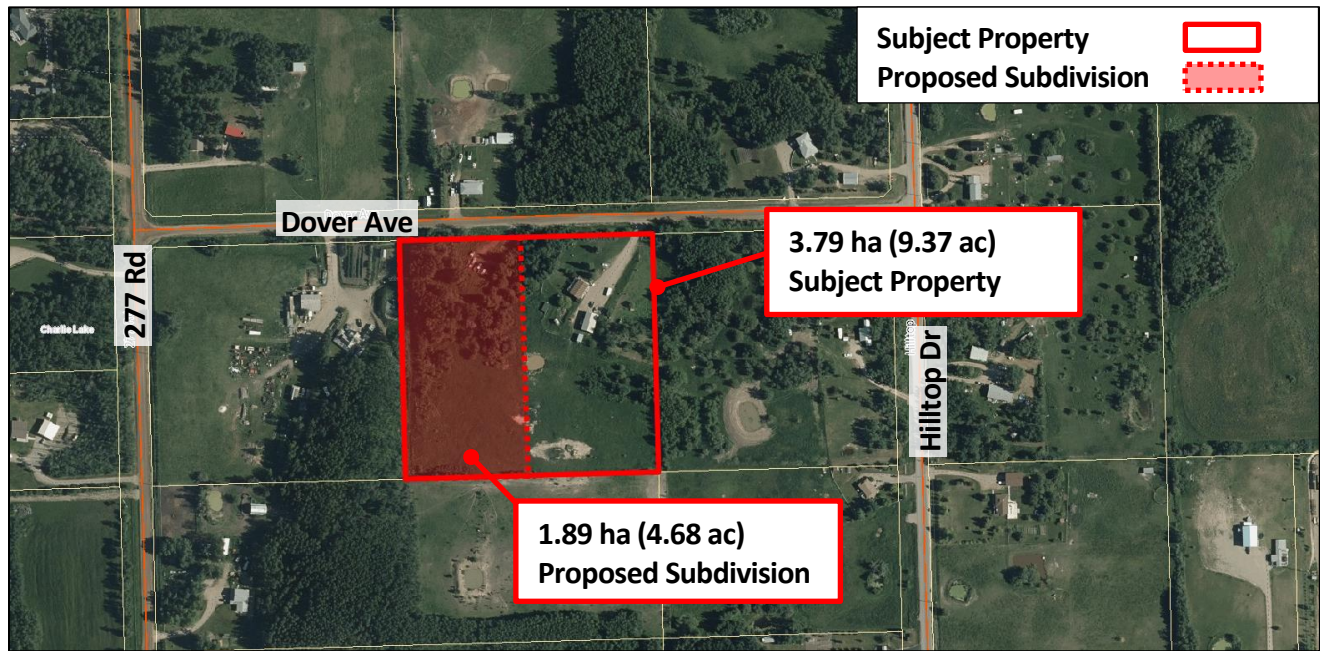 Subject Property
Proposed Subdivision
Dover Ave
3.79 ha (9.37 ac)
Subject Property
277 Rd
Charlie Lake
Hilltop Dr
1.89 ha (4.68 ac)
Proposed Subdivision